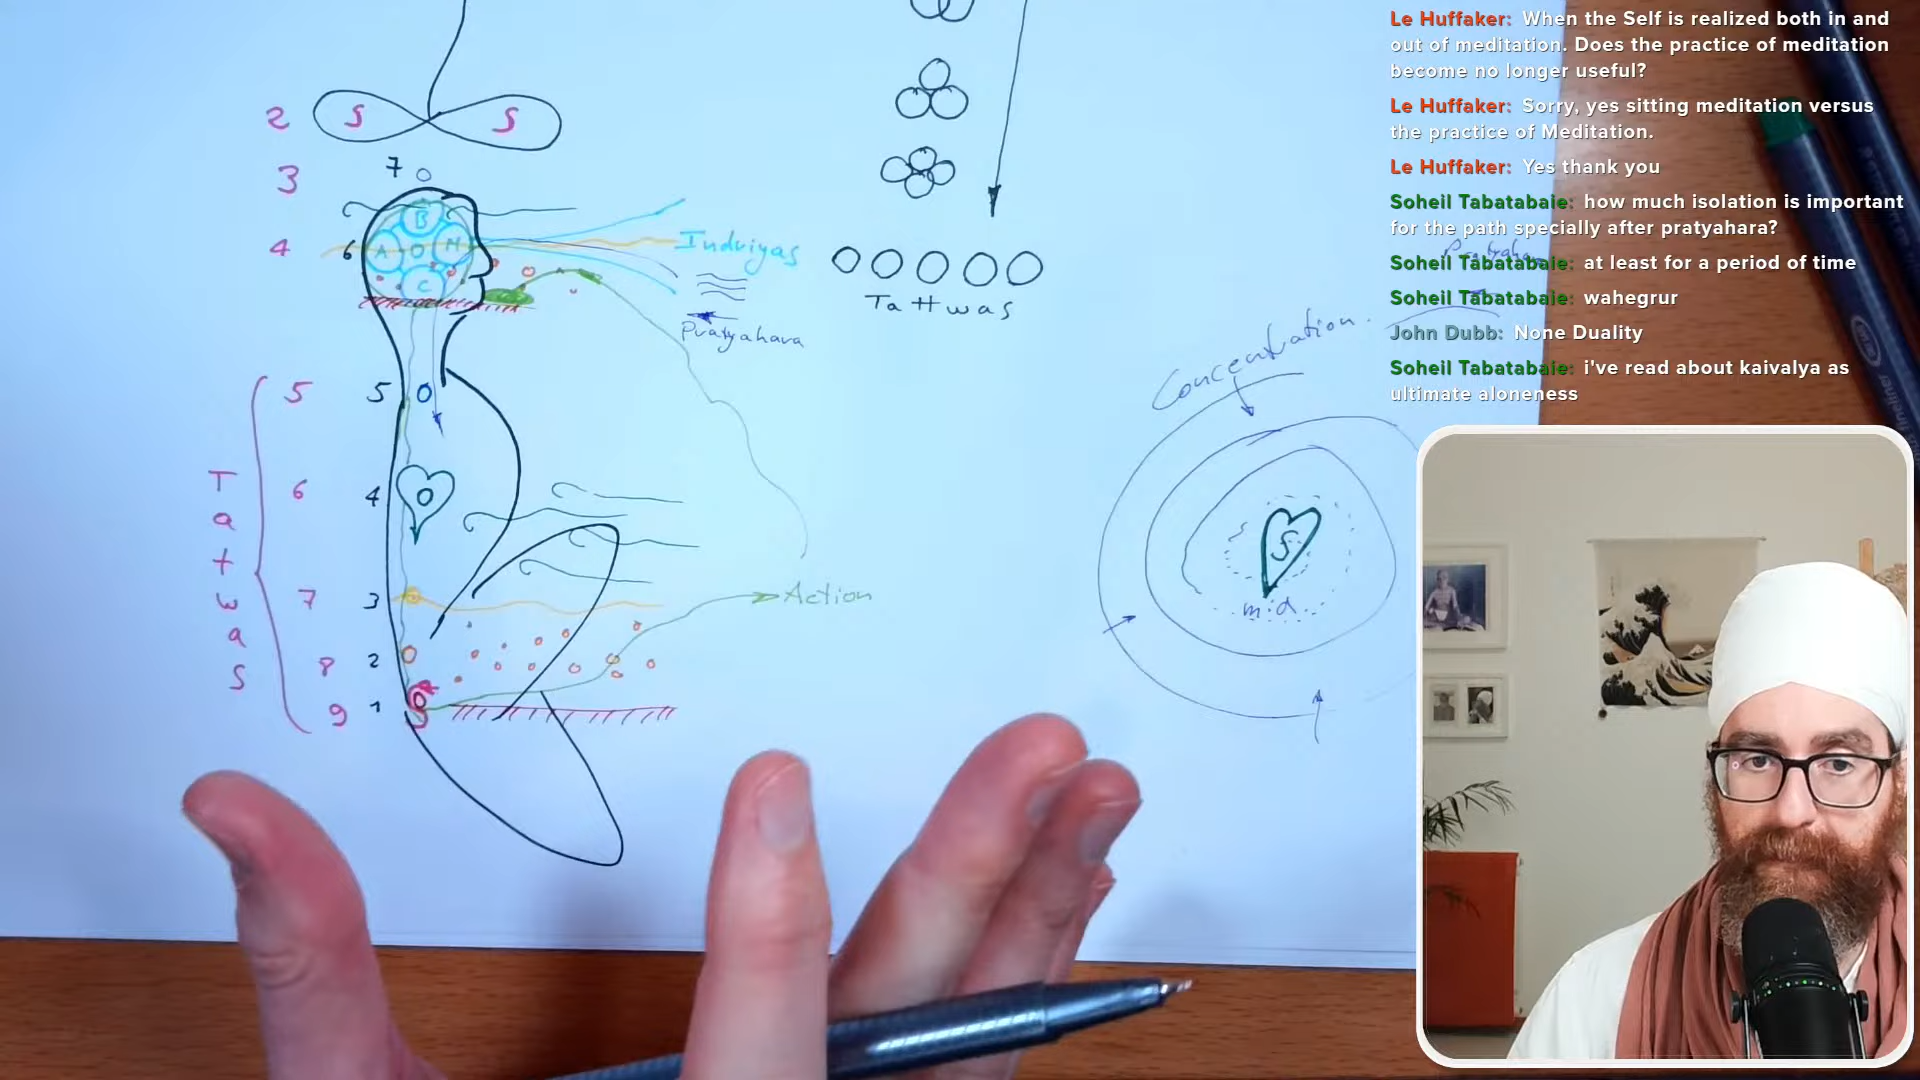 2 S S
7
3
B
4 6 A O M Indriyas
C
Pratyahara
TaHwas
Concentration.
5 5
6 4
7 3
8 2
9 1
Tatwas
Action
S
mid
Le Huffaker: When the Self is realized both in and
out of meditation. Does the practice of meditation
become no longer useful?
Le Huffaker: Sorry, yes sitting meditation versus
the practice of Meditation.
Le Huffaker: Yes thank you
Soheil Tabatabaie: how much isolation is important
for the path specially after pratyahara?
Soheil Tabatabaie: at least for a period of time
Soheil Tabatabaie: wahegrur
John Dubb: None Duality
Soheil Tabatabaie: i've read about kaivalya as
ultimate aloneness